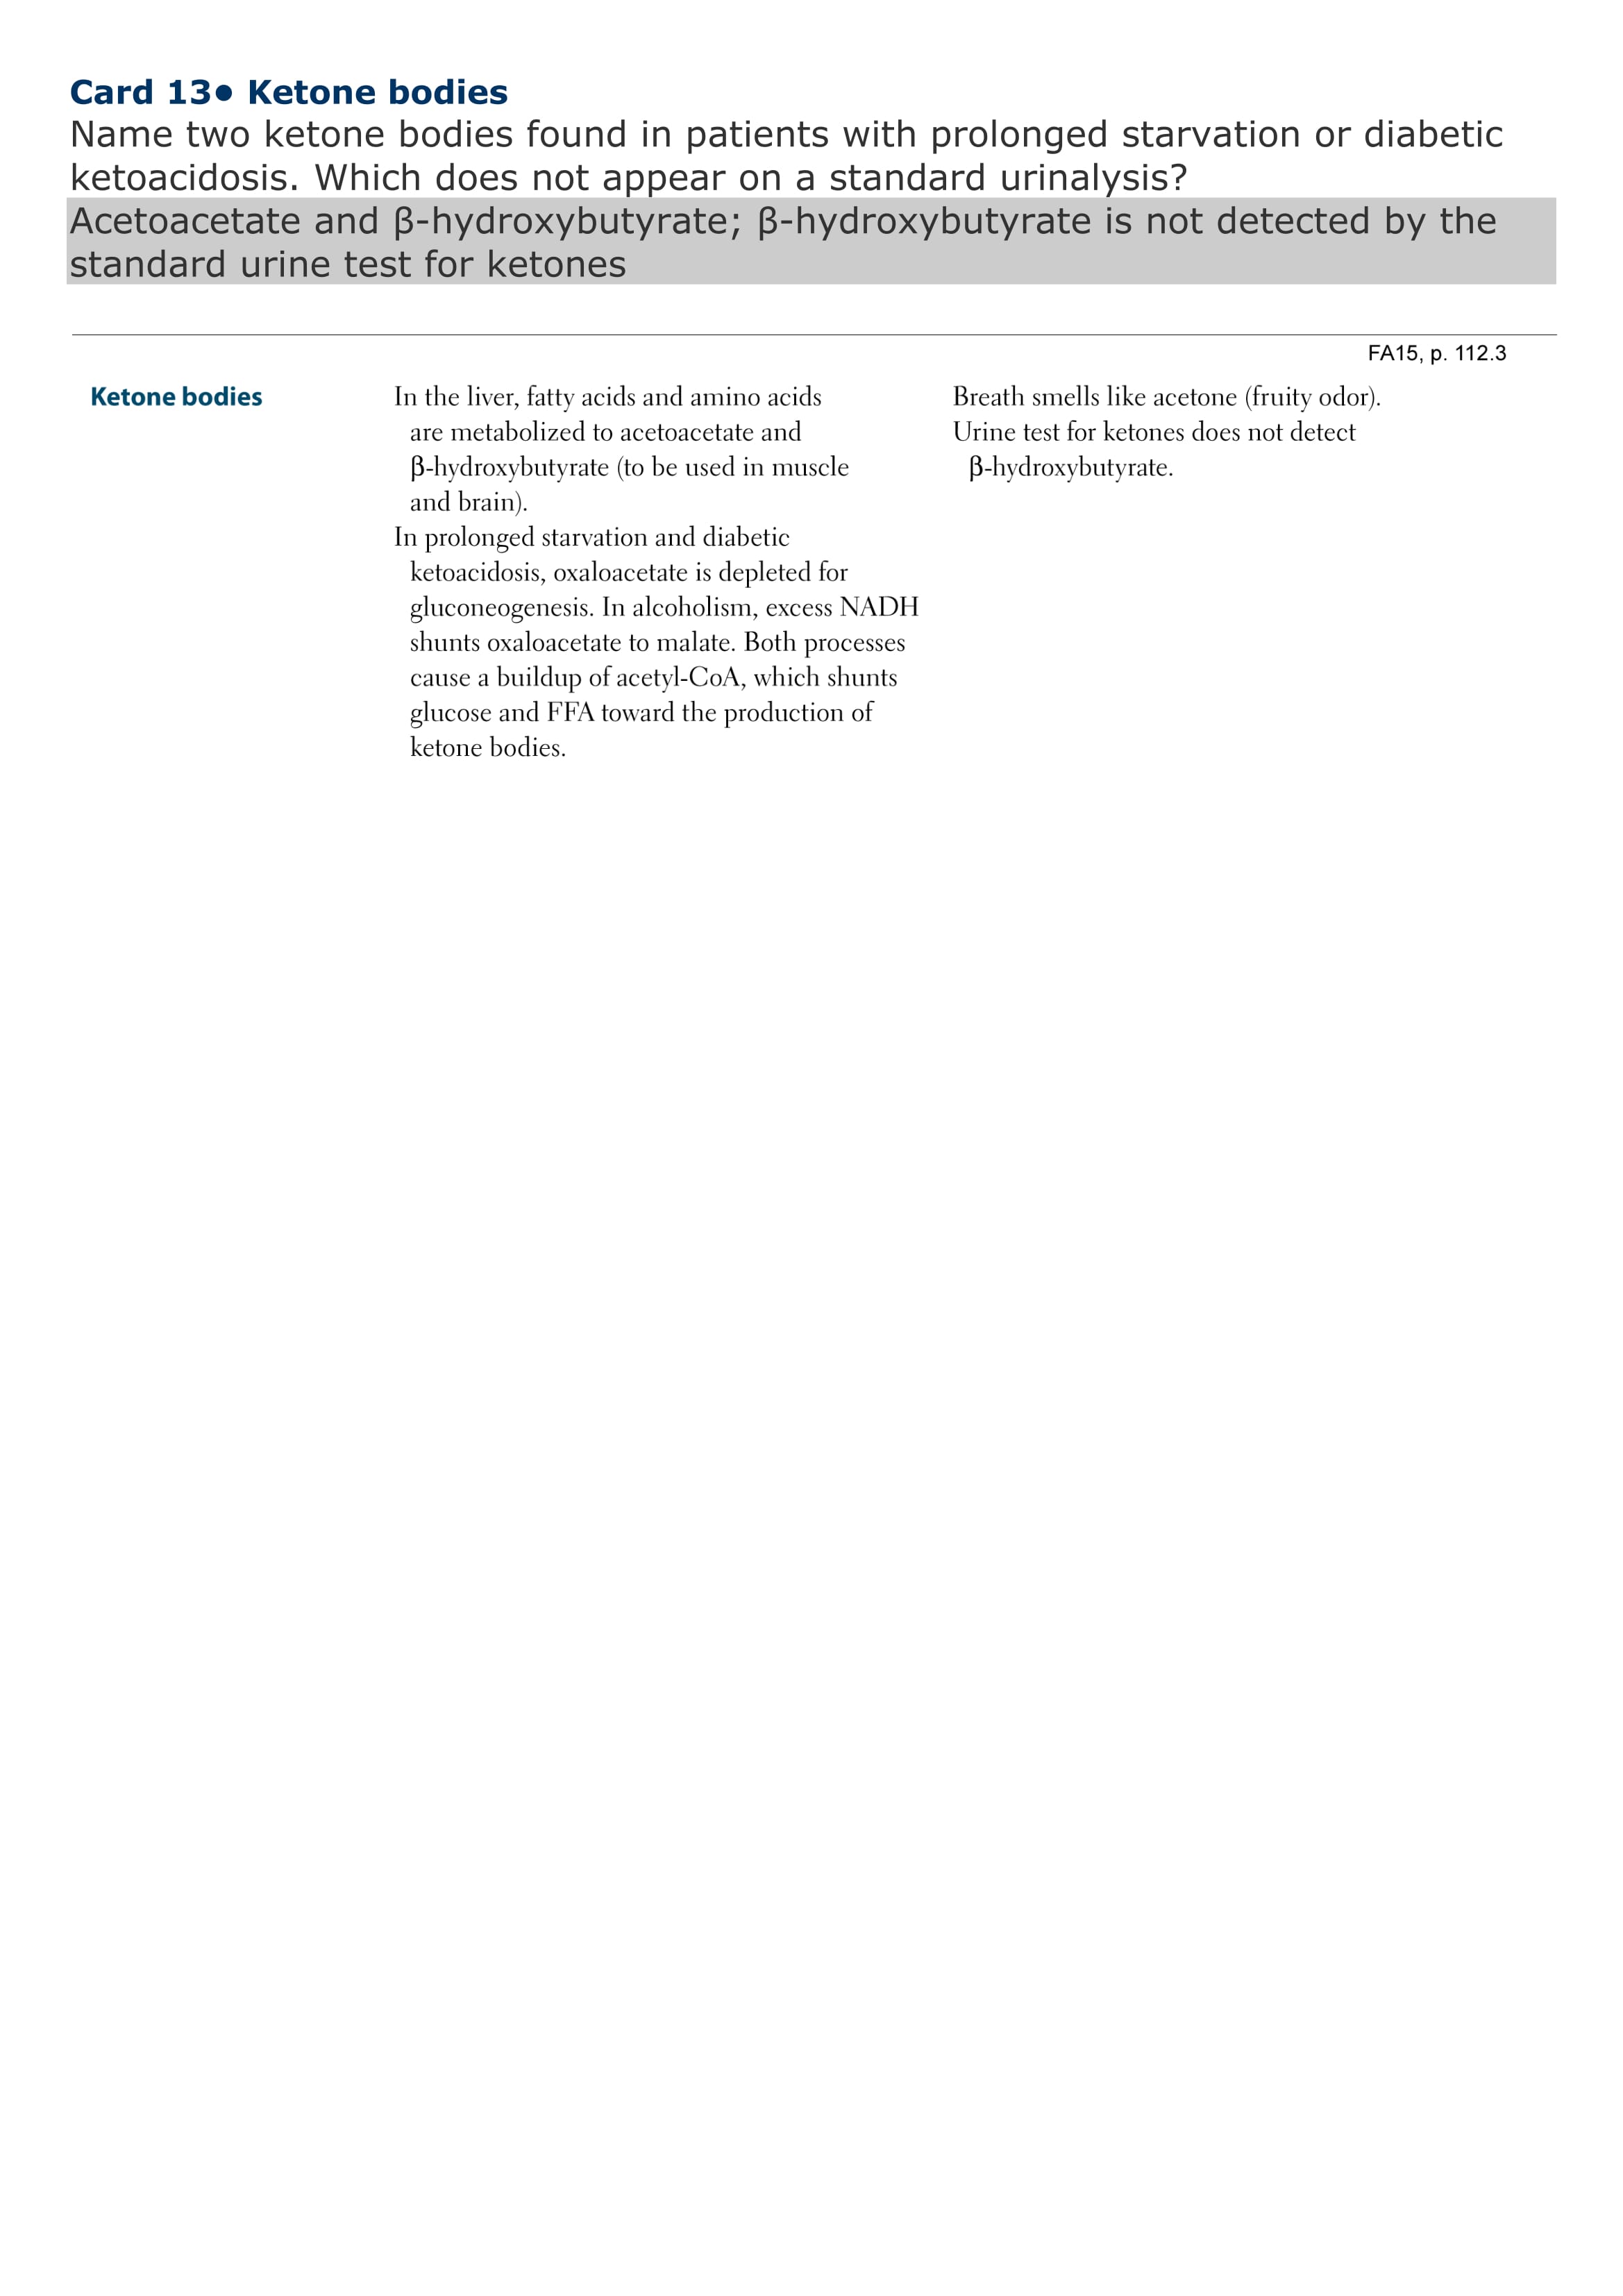 Card 13• Ketone bodies
Name two ketone bodies found in patients with prolonged starvation or diabetic
ketoacidosis. Which does not appear on a standard urinalysis?
Acetoacetate and β-hydroxybutyrate; β-hydroxybutyrate is not detected by the
standard urine test for ketones
FA15, p. 112.3
Ketone bodies
In the liver, fatty acids and amino acids
are metabolized to acetoacetate and
β-hydroxybutyrate (to be used in muscle
and brain).
In prolonged starvation and diabetic
ketoacidosis, oxaloacetate is depleted for
gluconeogenesis. In alcoholism, excess NADH
shunts oxaloacetate to malate. Both processes
cause a buildup of acetyl-CoA, which shunts
glucose and FFA toward the production of
ketone bodies.
Breath smells like acetone (fruity odor).
Urine test for ketones does not detect
β-hydroxybutyrate.